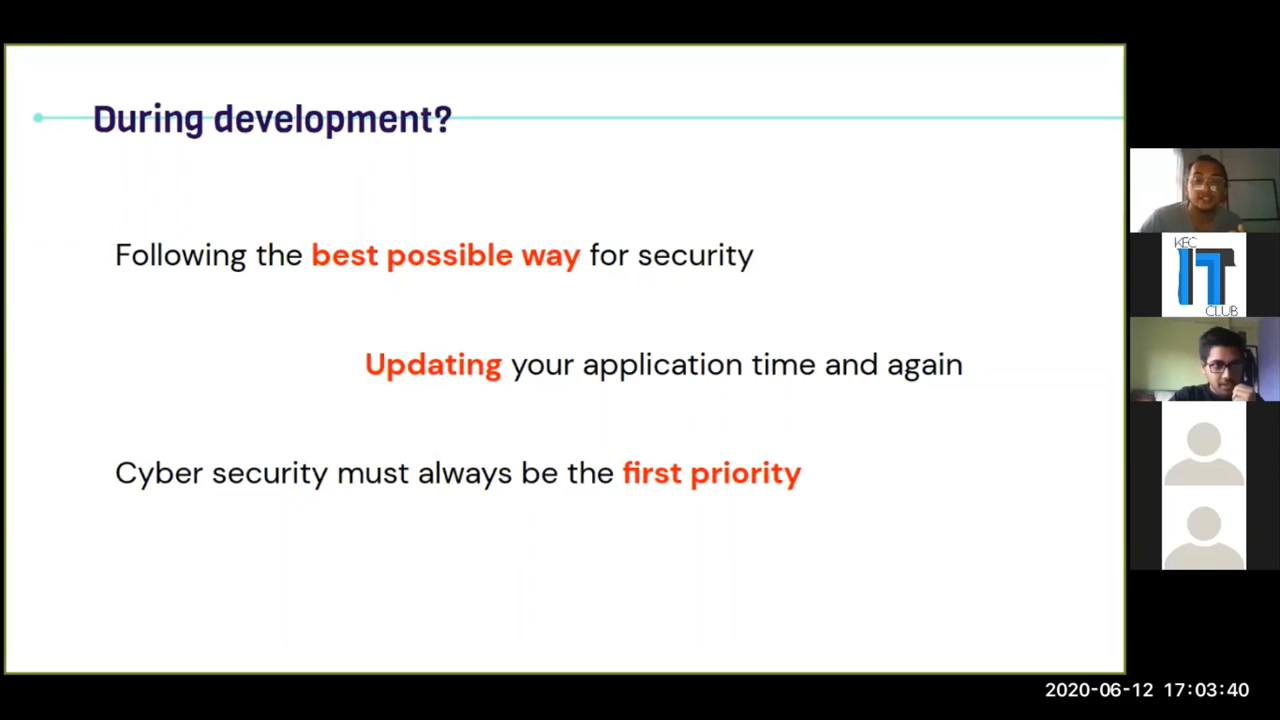 During development?
Following the best possible way for security
Updating your application time and again
Cyber security must always be the first priority
KEC
IT
CLUB
2020-06-12 17:03:40